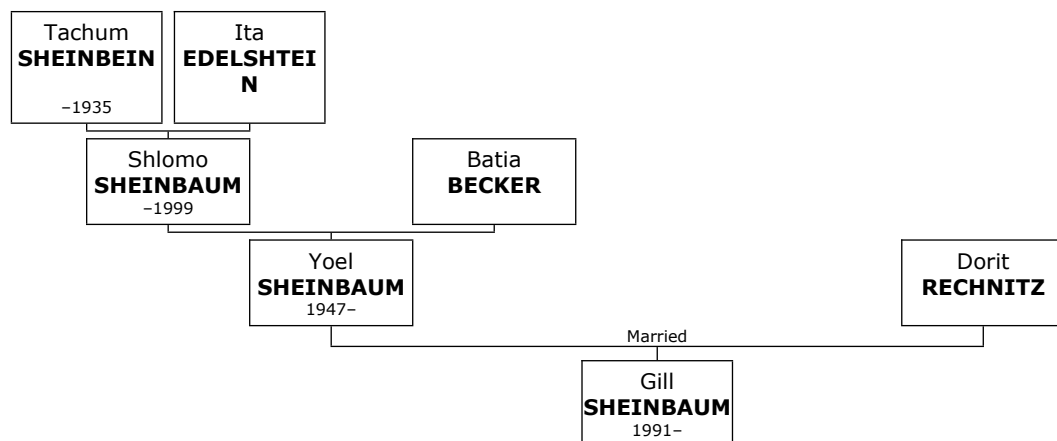 Tachum
SHEINBEIN
–1935
Ita
EDELSHTEI
N
Shlomo
SHEINBAUM
–1999
Batia
BECKER
Yoel
SHEINBAUM
1947–
Dorit
RECHNITZ
Married
Gill
SHEINBAUM
1991–